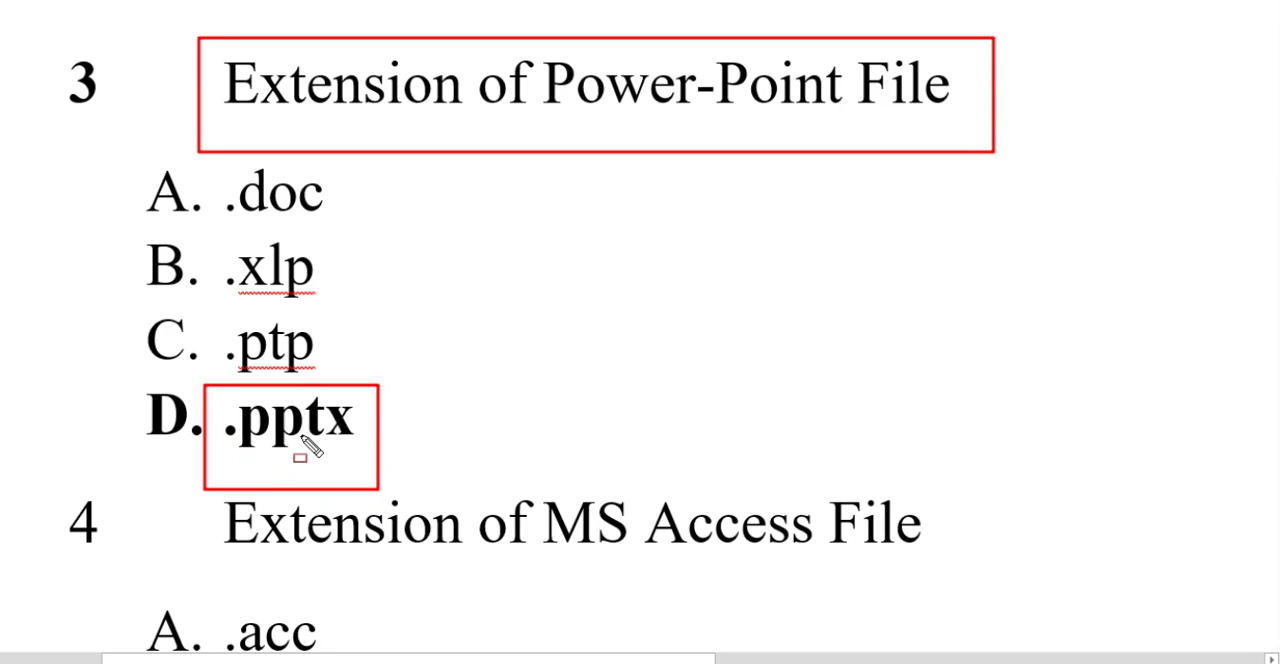 3 Extension of Power-Point File
A. .doc
B. .xlp
C. .ptp
D. .pptx
4 Extension of MS Access File
A. .acc